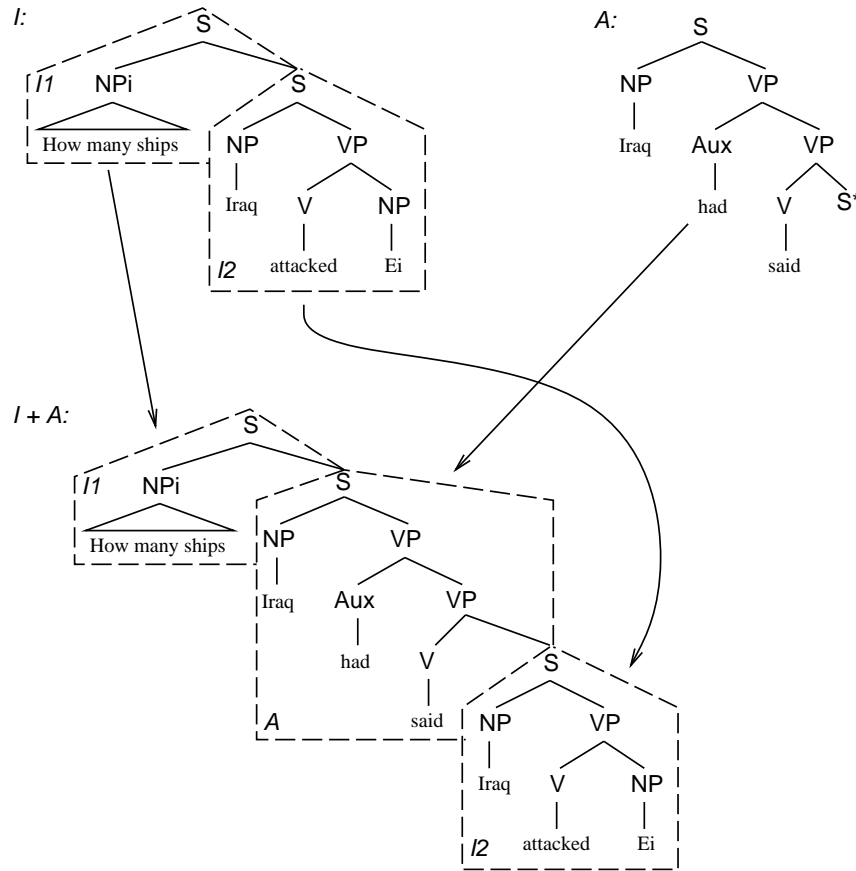 I:
A:
S
S
I1
NPi
S
NP
VP
How many ships
NP
VP
Iraq
Aux
VP
Iraq
V
NP
had
V
S*
I2
attacked
Ei
said
I + A:
S
I1
NPi
S
How many ships
NP
VP
Iraq
Aux
VP
had
V
S
A
said
NP
VP
Iraq
V
NP
I2
attacked
Ei